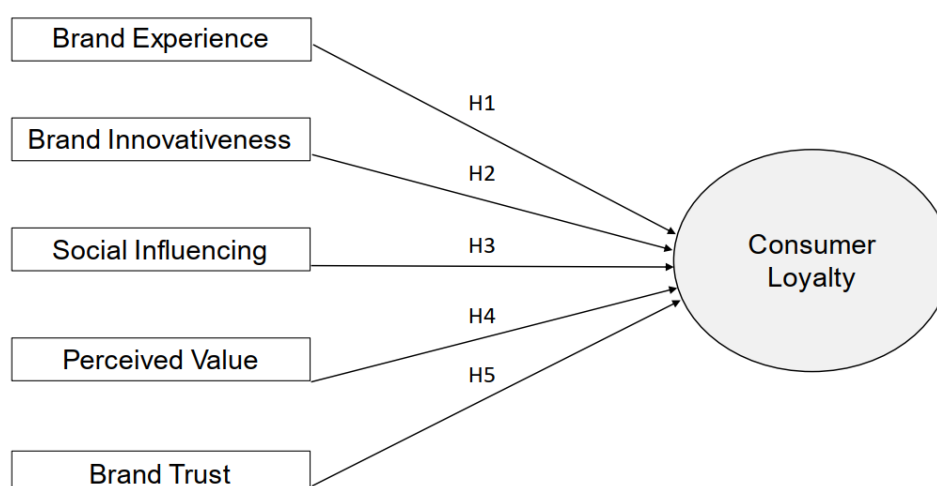 Brand Experience
H1
Brand Innovativeness
H2
Social Influencing
H3
Consumer
Loyalty
H4
Perceived Value
H5
Brand Trust